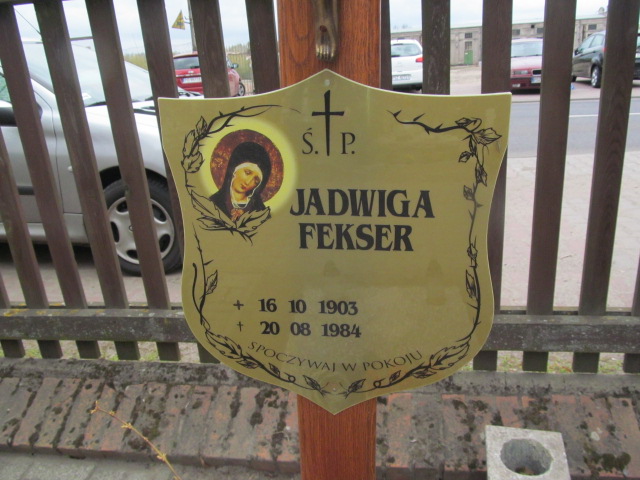 Ś. P.
JADWIGA
FEKSER
+ 16 10 1903
† 20 08 1984
SPOCZYWAJ W POKOJU